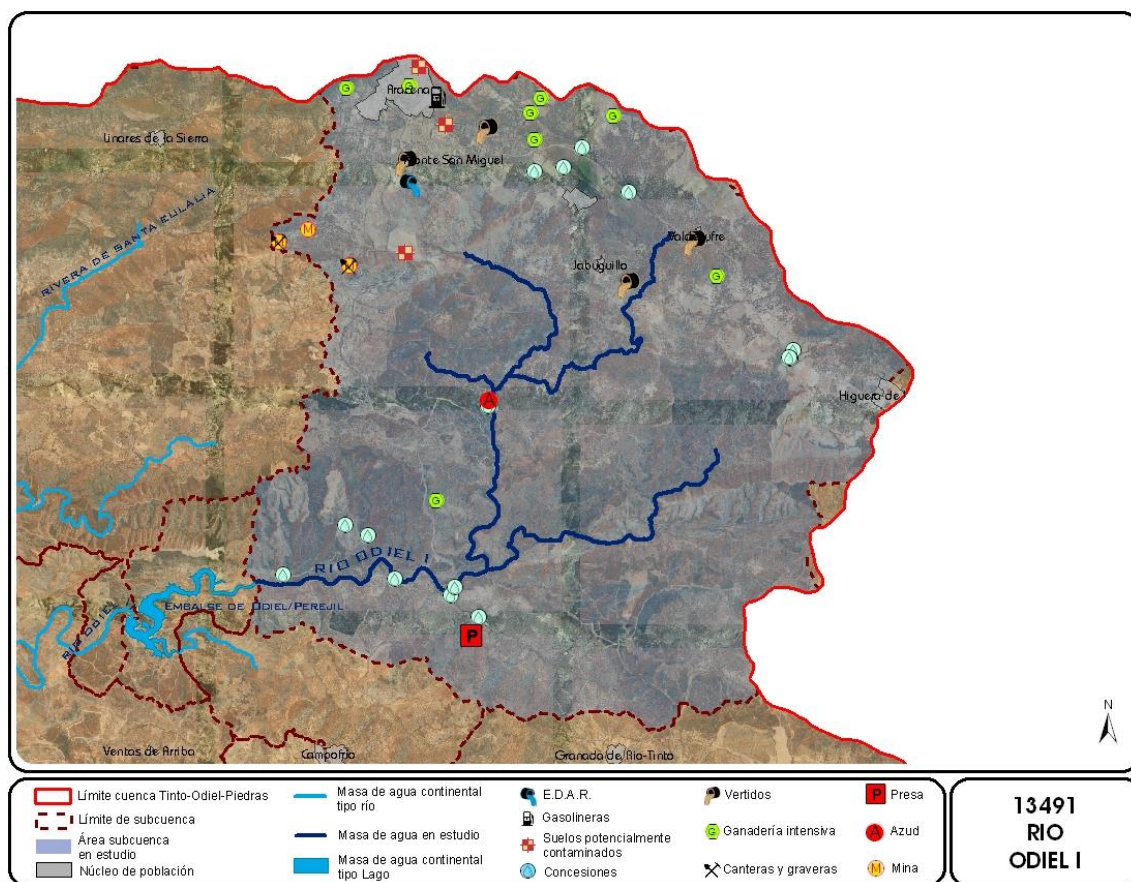 Aracena
Linares de la Sierra
Monte San Miguel
RIVERA DE SANTA EULALIA
Valdezufre
Jabuguillo
Higuera de
RÍO ODIEL I
EMBALSE DE ODIEL/PEREJIL
RÍO ODIEL
Ventas de Arriba
Campofrío
Granada de Río-Tinto
N
G
G
G
G
G
G
G
G
M
A
P
Límite cuenca Tinto-Odiel-Piedras
Límite de subcuenca
Área subcuenca
en estudio
Núcleo de población
Masa de agua continental
tipo río
Masa de agua en estudio
Masa de agua continental
tipo Lago
E.D.A.R.
Gasolineras
Suelos potencialmente
contaminados
Concesiones
Vertidos
G Ganadería intensiva
Canteras y graveras
P Presa
A Azud
M Mina
13491
RIO
ODIEL I